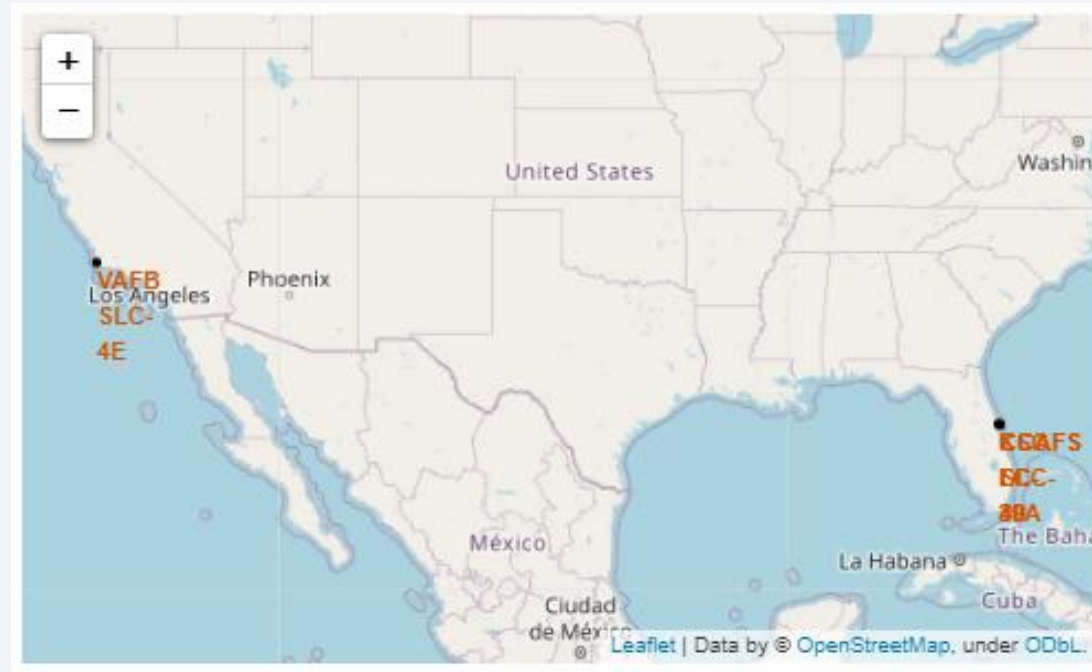 +
−
United States
Washin
Phoenix
VAFB
Los Angeles
SLC-
4E
México
The Baha
La Habana
Cuba
Ciudad
de México
Leaflet | Data by © OpenStreetMap, under ODbL.